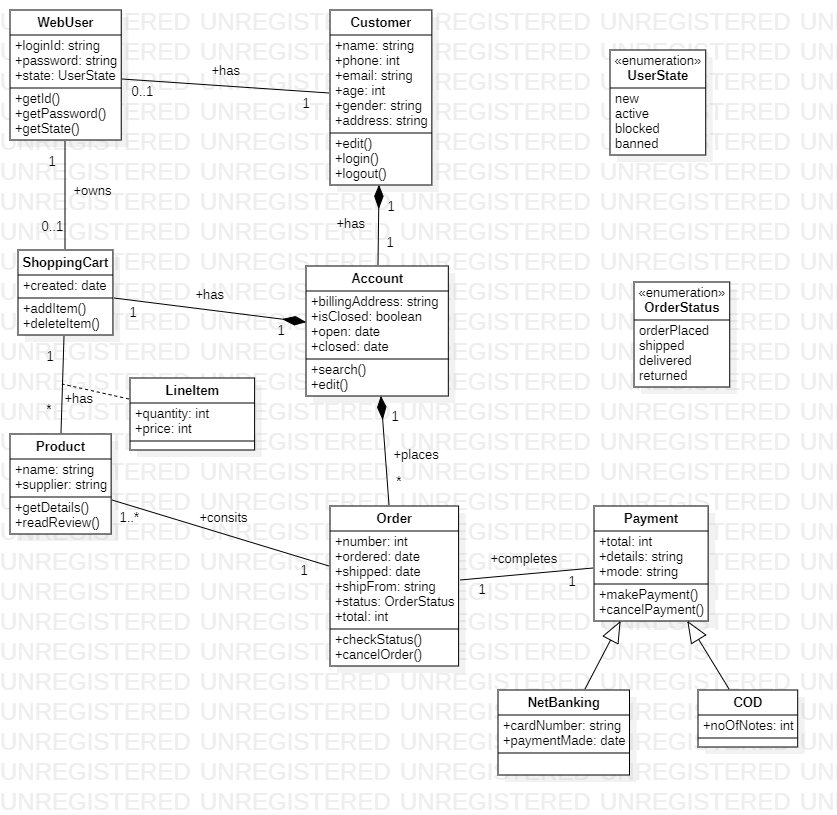 WebUser
+loginId: string
+password: string
+state: UserState
+getId()
+getPassword()
+getState()
+has
0..1
1
Customer
+name: string
+phone: int
+email: string
+age: int
+gender: string
+address: string
+edit()
+login()
+logout()
«enumeration»
UserState
new
active
blocked
banned
1
+owns
0..1
1
+has
1
ShoppingCart
+created: date
+addItem()
+deleteItem()
+has
1
1
Account
+billingAddress: string
+isClosed: boolean
+open: date
+closed: date
+search()
+edit()
«enumeration»
OrderStatus
orderPlaced
shipped
delivered
returned
1
+has
*
LineItem
+quantity: int
+price: int
1
+places
*
Product
+name: string
+supplier: string
+getDetails()
+readReview()
1..*
+consits
1
Order
+number: int
+ordered: date
+shipped: date
+shipFrom: string
+status: OrderStatus
+total: int
+checkStatus()
+cancelOrder()
+completes
1
1
Payment
+total: int
+details: string
+mode: string
+makePayment()
+cancelPayment()
NetBanking
+cardNumber: string
+paymentMade: date
COD
+noOfNotes: int
UNREGISTERED